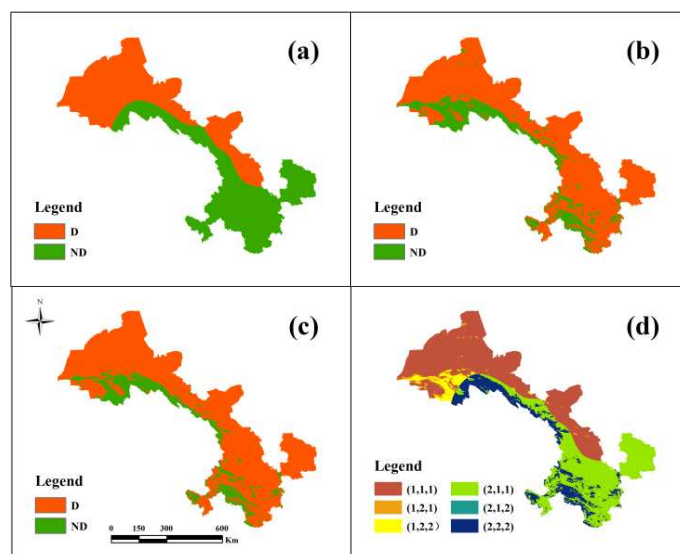 (a)
Legend
D
ND
(b)
Legend
D
ND
N
(c)
Legend
D
ND
0 150 300 600
Km
(d)
Legend
(1,1,1) (2,1,1)
(1,2,1) (2,1,2)
(1,2,2) (2,2,2)